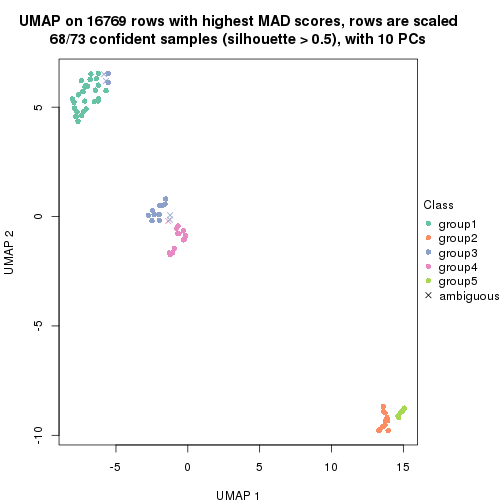 UMAP on 16769 rows with highest MAD scores, rows are scaled
68/73 confident samples (silhouette > 0.5), with 10 PCs
UMAP 2
5
0
-5
-10
-5
0
5
10
15
UMAP 1
Class
group1
group2
group3
group4
group5
ambiguous